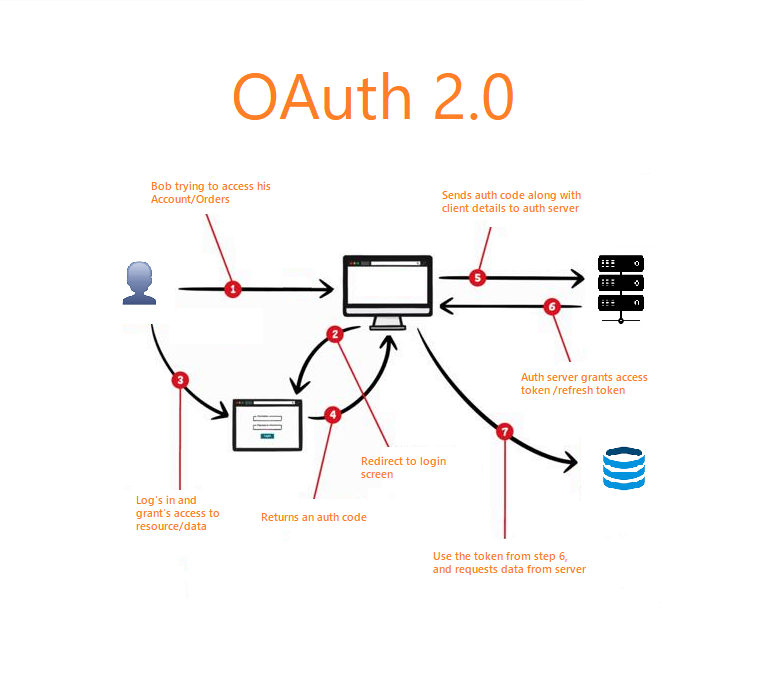 OAuth 2.0
Bob trying to access his
Account/Orders
Sends auth code along with
client details to auth server
1
5
6
2
Auth server grants access
token /refresh token
3
4
7
Redirect to login
screen
Log's in and
grant's access to
resource/data
Returns an auth code
Use the token from step 6,
and requests data from server